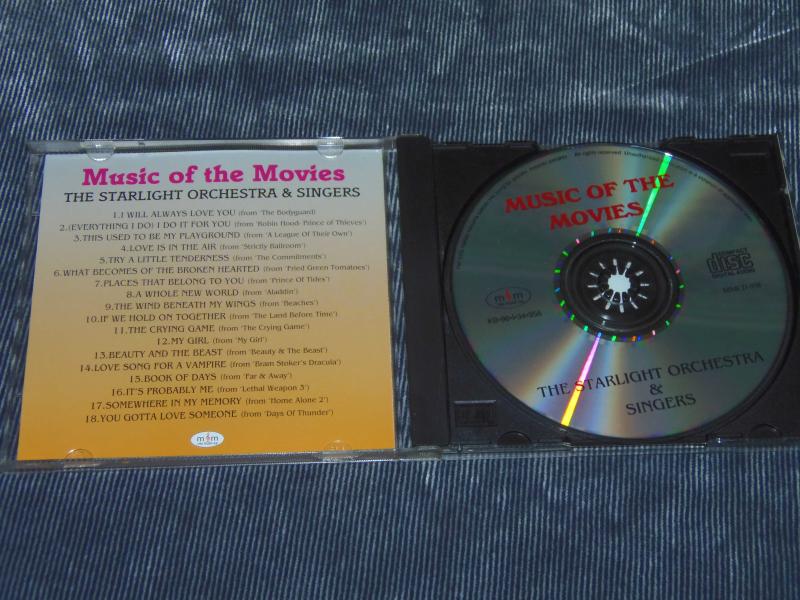 Music of the Movies
THE STARLIGHT ORCHESTRA & SINGERS
1.I WILL ALWAYS LOVE YOU (from 'The Bodyguard)
2.(EVERYTHING I DO) I DO IT FOR YOU (from 'Robin Hood: Prince of Thieves')
3.THIS USED TO BE MY PLAYGROUND (from 'A League Of Their Own')
4.LOVE IS IN THE AIR (from 'Strictly Ballroom')
5.TRY A LITTLE TENDERNESS (from 'The Commitments')
6.WHAT BECOMES OF THE BROKEN HEARTED (from 'Fried Green Tomatoes')
7.PLACES THAT BELONG TO YOU (from 'Prince Of Tides')
8.A WHOLE NEW WORLD (from 'Aladdin')
9.THE WIND BENEATH MY WINGS (from 'Beaches')
10.IF WE HOLD ON TOGETHER (from 'The Land Before Time')
11.THE CRYING GAME (from 'The Crying Game')
12.MY GIRL (from 'My Girl')
13.BEAUTY AND THE BEAST (from 'Beauty & The Beast')
14.LOVE SONG FOR A VAMPIRE (from 'Bram Stoker's Dracula')
15.BOOK OF DAYS (from 'Far & Away')
16.IT'S PROBABLY ME (from 'Lethal Weapon 3')
17.SOMEWHERE IN MY MEMORY (from 'Home Alone 2')
18.YOU GOTTA LOVE SOMEONE (from 'Days Of Thunder')
mfm
All rights reserved. Unauthorised
MUSIC OF THE
MOVIES
COMPACT
disc
DIGITAL AUDIO
mfm
THE STARLIGHT ORCHESTRA
&
SINGERS